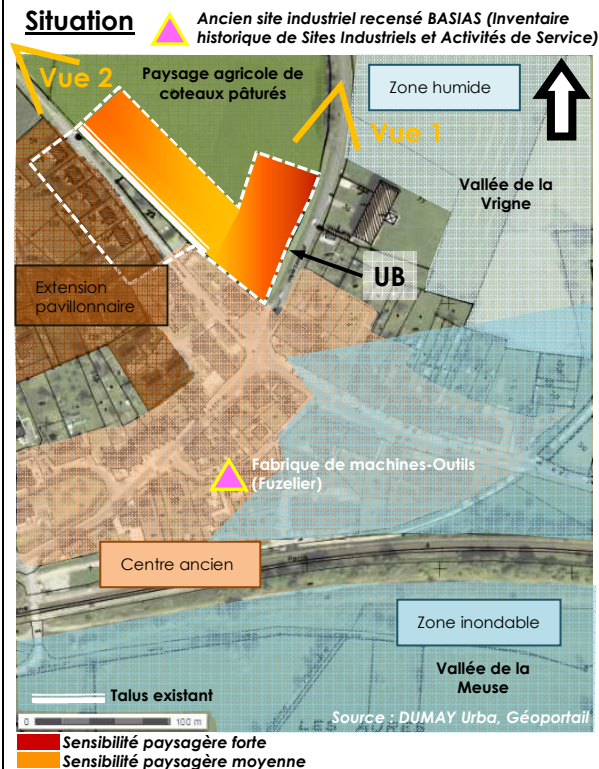 Situation
Ancien site industriel recensé BASIAS (Inventaire
historique de Sites Industriels et Activités de Service)
Vue 2
Paysage agricole de
coteaux pâturés
Zone humide
Vue 1
Vallée de la
Vrigne
UB
Extension
pavillonnaire
Fabrique de machines-Outils
(Fuzelier)
Centre ancien
Zone inondable
Vallée de la
Meuse
Talus existant
0 100 m
Source : DUMAY Urba, Géoportail
Sensibilité paysagère forte
Sensibilité paysagère moyenne